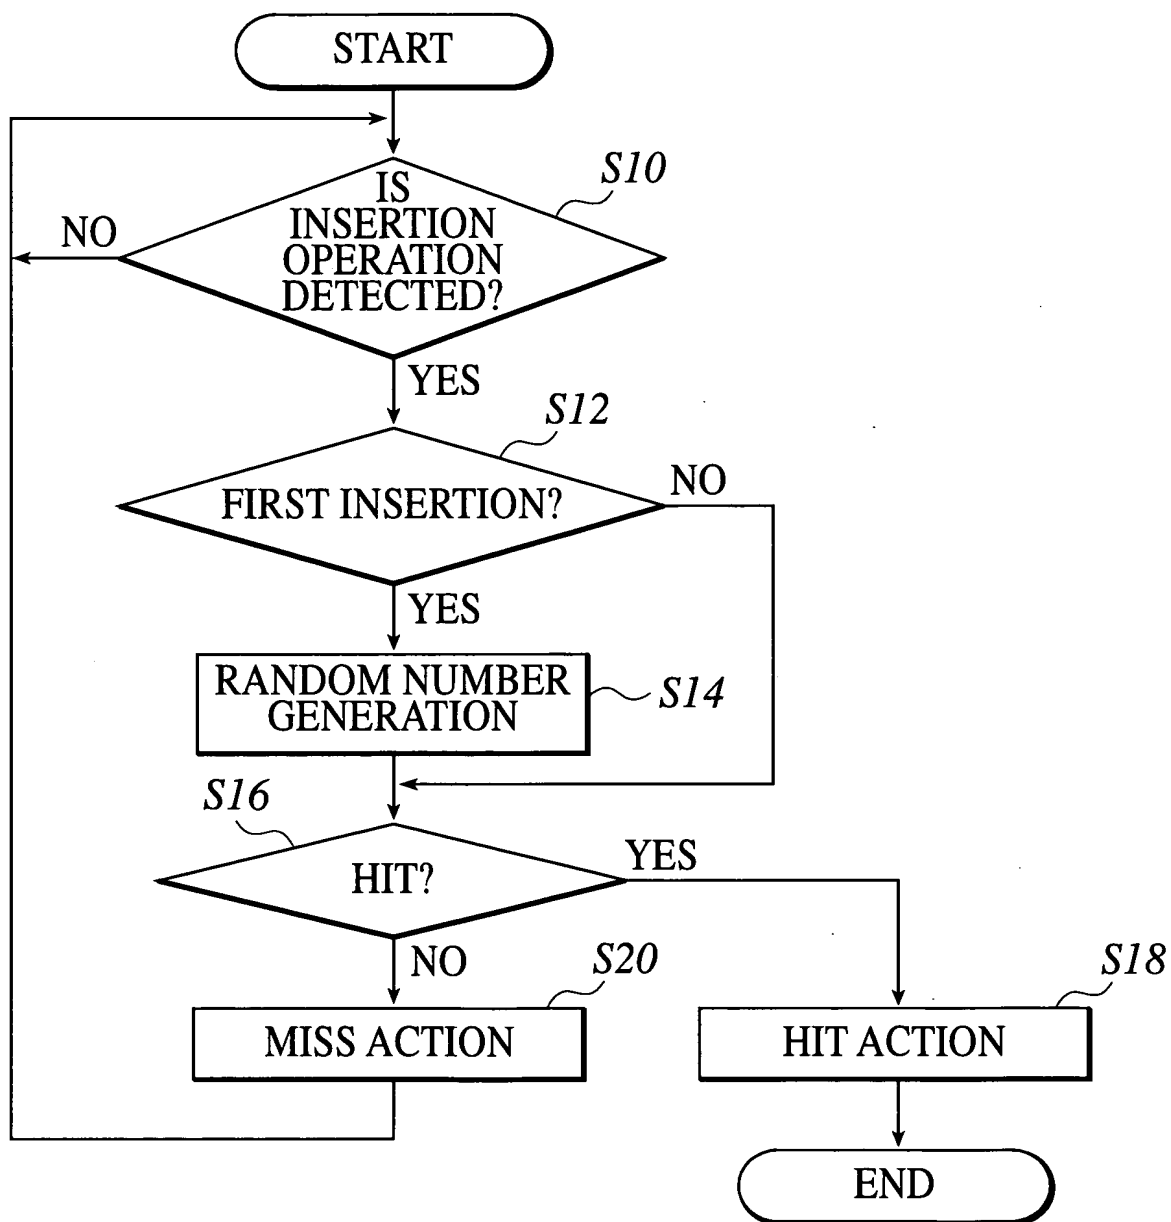 START
S10
IS
INSERTION
OPERATION
DETECTED?
NO
YES
S12
FIRST INSERTION?
NO
YES
RANDOM NUMBER
GENERATION
S14
S16
HIT?
YES
NO
S20
S18
MISS ACTION
HIT ACTION
END